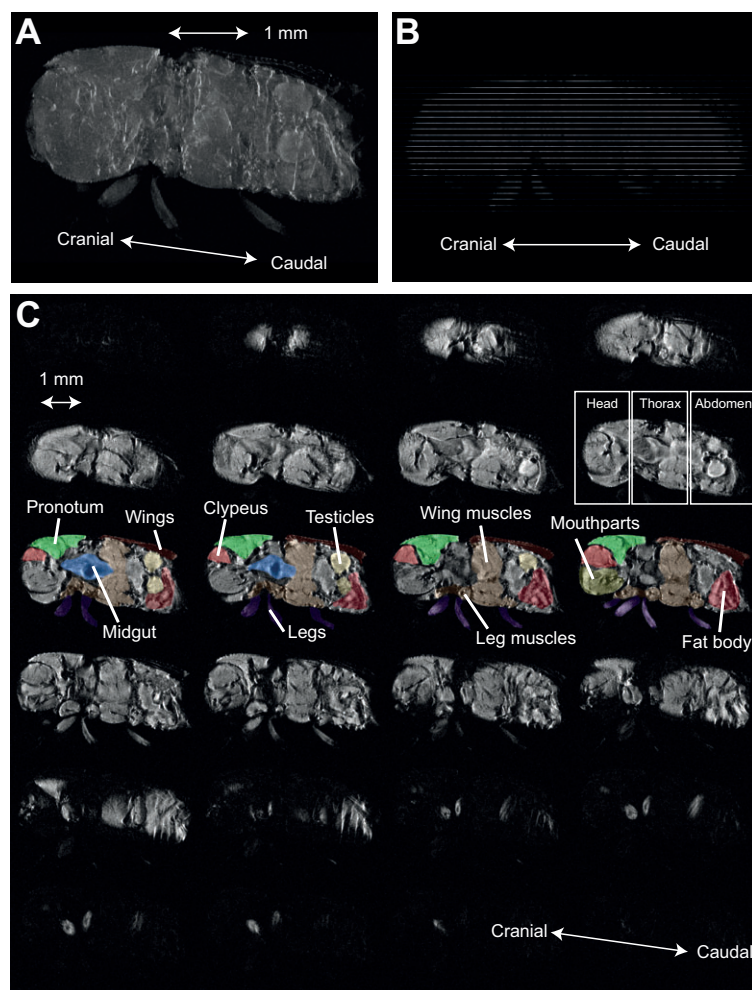 A
1 mm
Cranial
Caudal
B
Cranial
Caudal
C
1 mm
Head
Thorax
Abdomen
Pronotum
Wings
Clypeus
Testicles
Wing muscles
Mouthparts
Midgut
Legs
Leg muscles
Fat body
Cranial
Caudal